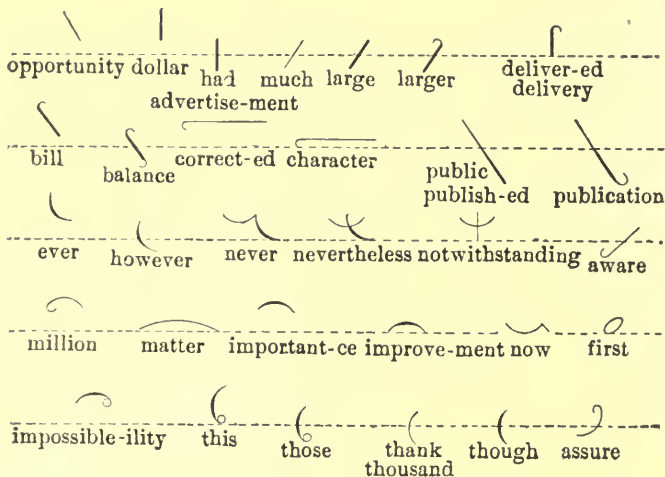 opportunity dollar had much large larger deliver-ed
advertise-ment delivery
bill balance correct-ed character public publication
publish-ed
ever however never nevertheless notwithstanding aware
million matter important-ce improve-ment now first
impossible-ility this those thank though assure
thousand